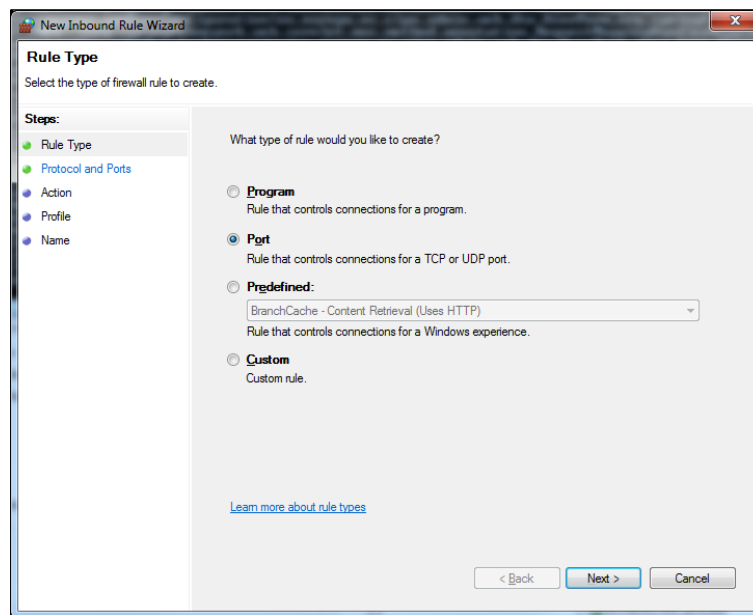 New Inbound Rule Wizard
Rule Type
Select the type of firewall rule to create.
Steps:
Rule Type
Protocol and Ports
Action
Profile
Name
What type of rule would you like to create?
Program
Rule that controls connections for a program.
Port
Rule that controls connections for a TCP or UDP port.
Predefined:
BranchCache - Content Retrieval (Uses HTTP)
Rule that controls connections for a Windows experience.
Custom
Custom rule.
Learn more about rule types
< Back
Next >
Cancel